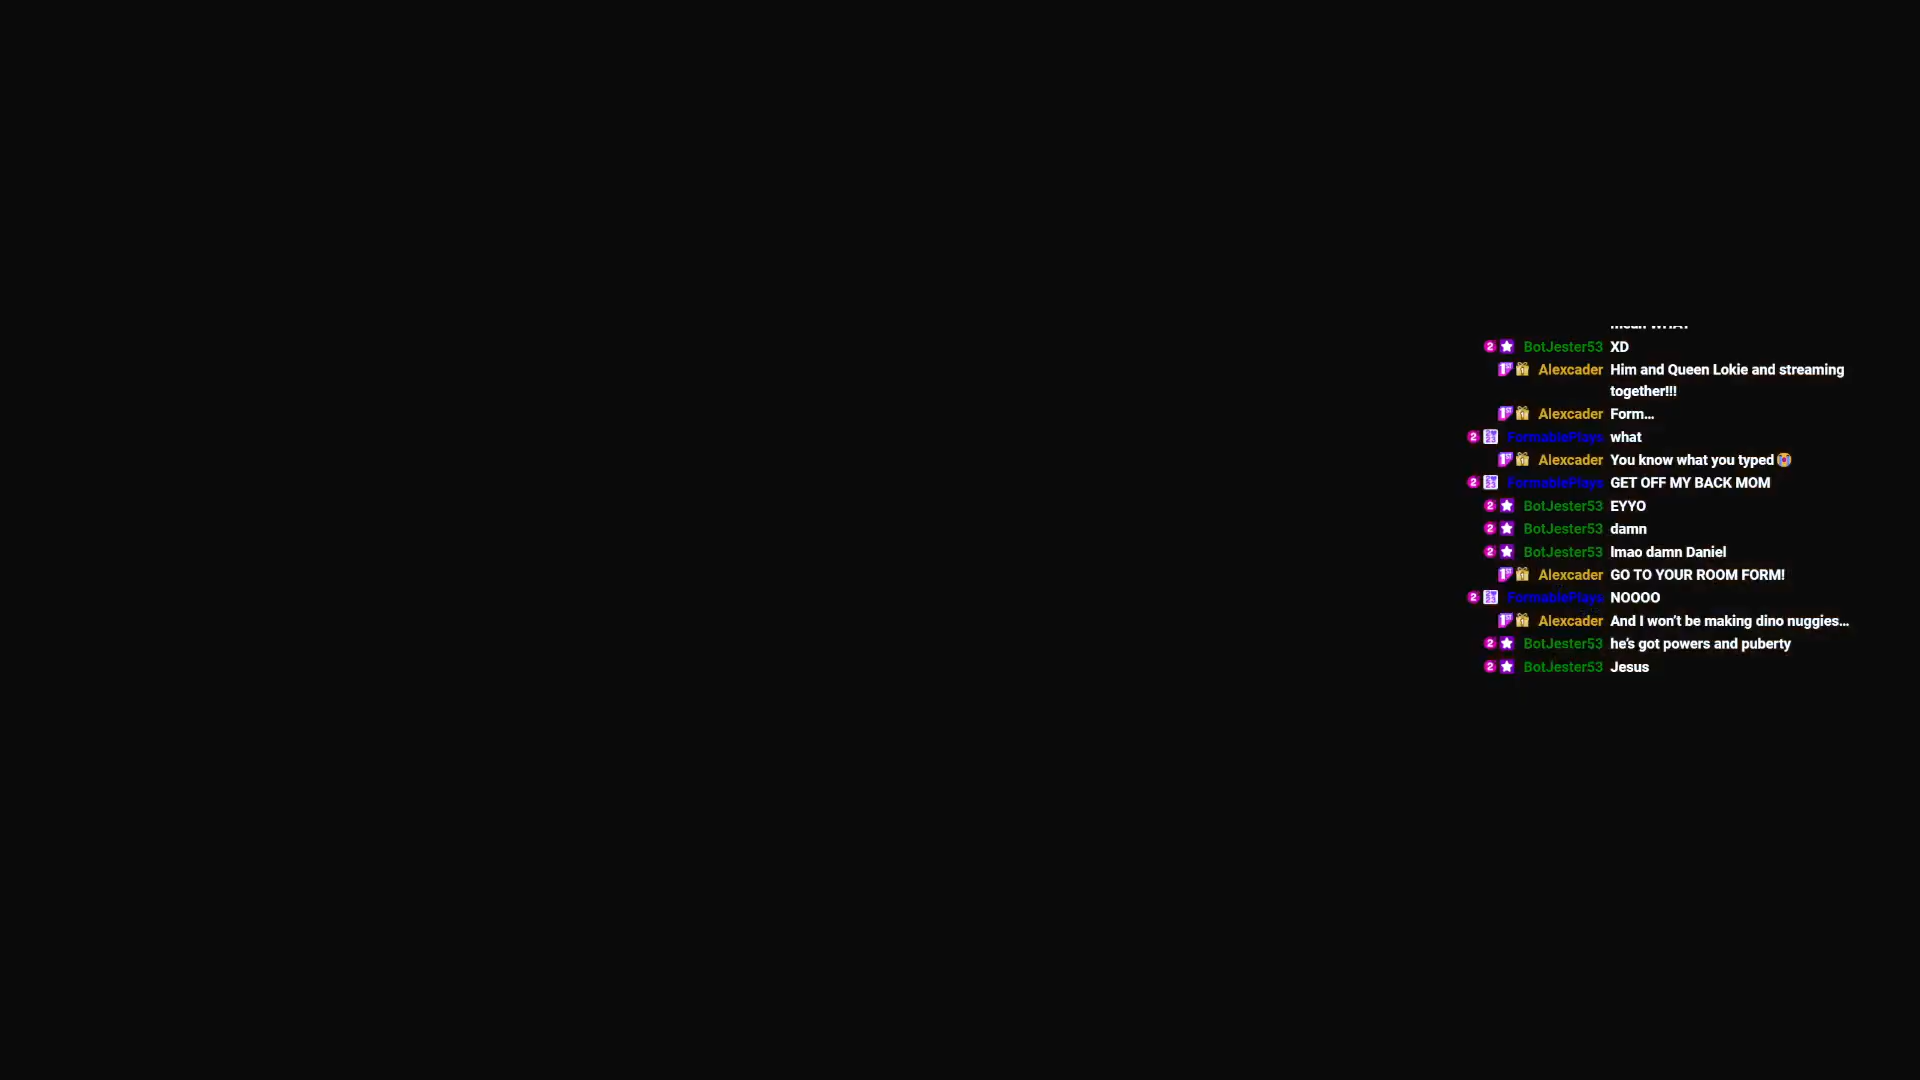 BotJester53 XD
Alexcader Him and Queen Lokie and streaming
together!!!
Alexcader Form...
FormablePlays what
Alexcader You know what you typed
FormablePlays GET OFF MY BACK MOM
BotJester53 EYYO
BotJester53 damn
BotJester53 lmao damn Daniel
Alexcader GO TO YOUR ROOM FORM!
FormablePlays NOOOO
Alexcader And I won't be making dino nuggies...
BotJester53 he's got powers and puberty
BotJester53 Jesus